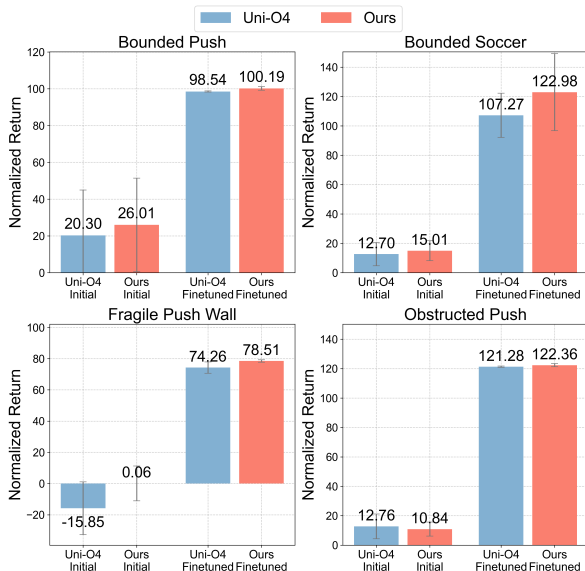 Uni-O4 Ours
Bounded Push
Normalized Return
120
100
80
60
40
20
0
20.30
26.01
98.54
100.19
Uni-O4 Initial
Ours Initial
Uni-O4 Finetuned
Ours Finetuned
Bounded Soccer
Normalized Return
140
120
100
80
60
40
20
0
12.70
15.01
107.27
122.98
Uni-O4 Initial
Ours Initial
Uni-O4 Finetuned
Ours Finetuned
Fragile Push Wall
Normalized Return
100
80
60
40
20
0
−20
-15.85
0.06
74.26
78.51
Uni-O4 Initial
Ours Initial
Uni-O4 Finetuned
Ours Finetuned
Obstructed Push
Normalized Return
140
120
100
80
60
40
20
0
12.76
10.84
121.28
122.36
Uni-O4 Initial
Ours Initial
Uni-O4 Finetuned
Ours Finetuned